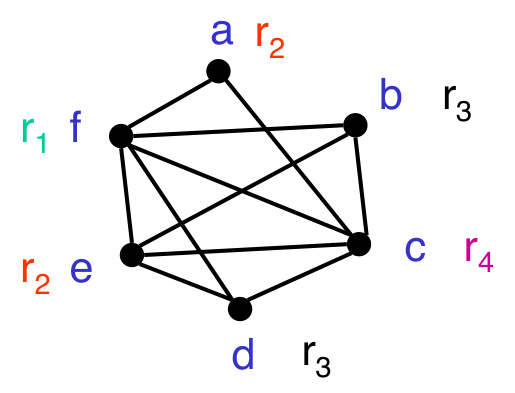 a r₂
b r₃
r₁ f
c r₄
r₂ e
d r₃